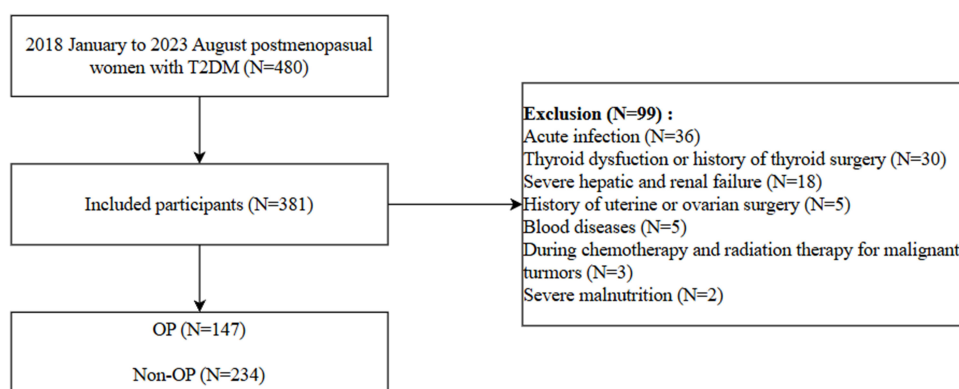 2018 January to 2023 August postmenopasual
women with T2DM (N=480)
Included participants (N=381)
Exclusion (N=99) :
Acute infection (N=36)
Thyroid dysfuction or history of thyroid surgery (N=30)
Severe hepatic and renal failure (N=18)
History of uterine or ovarian surgery (N=5)
Blood diseases (N=5)
During chemotherapy and radiation therapy for malignant
turmors (N=3)
Severe malnutrition (N=2)
OP (N=147)
Non-OP (N=234)